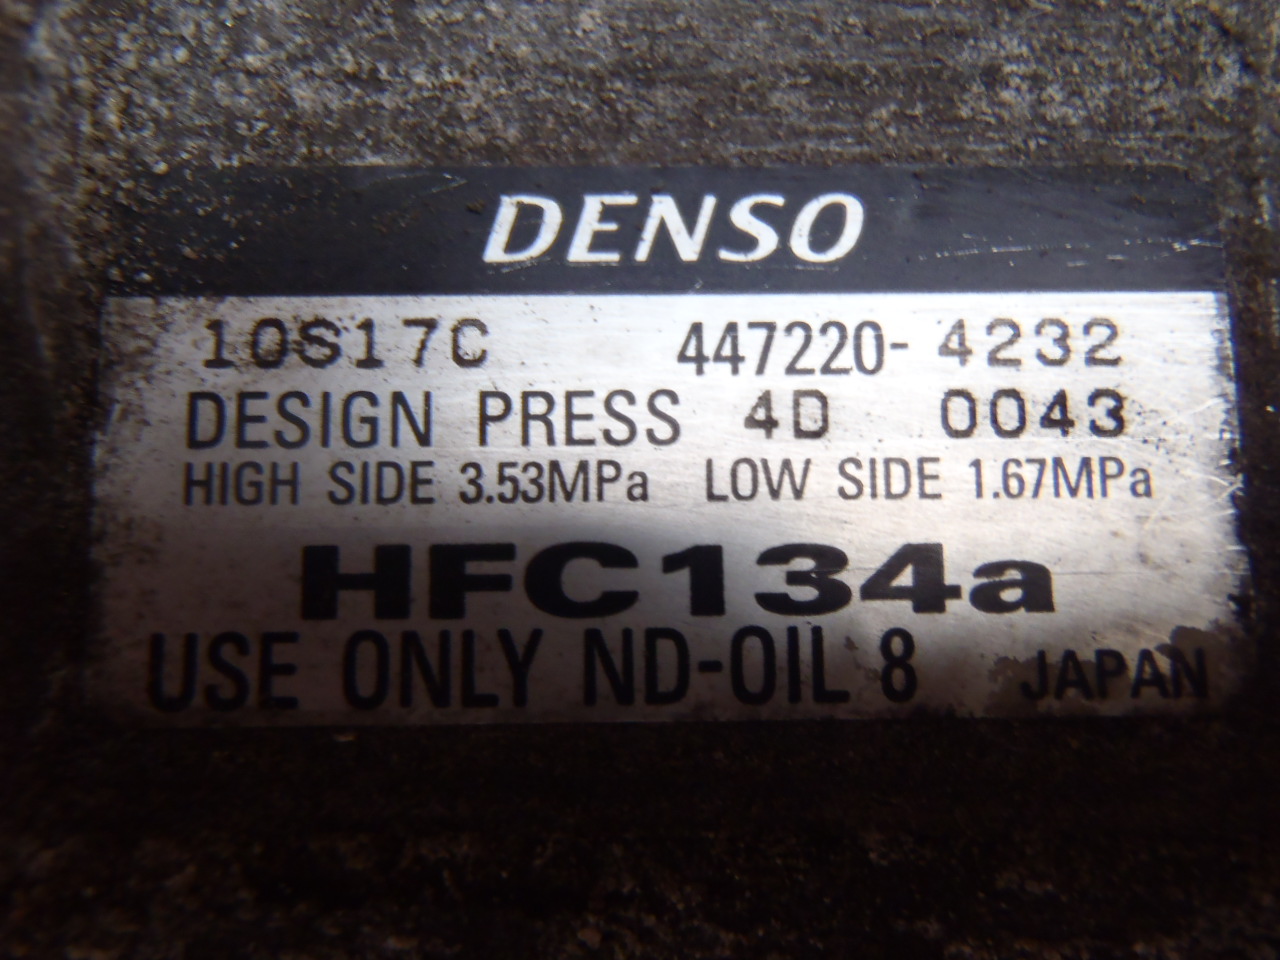 DENSO
10S17C 447220- 4232
DESIGN PRESS 4D 0043
HIGH SIDE 3.53MPa LOW SIDE 1.67MPa
HFC134a
USE ONLY ND-OIL 8 JAPAN